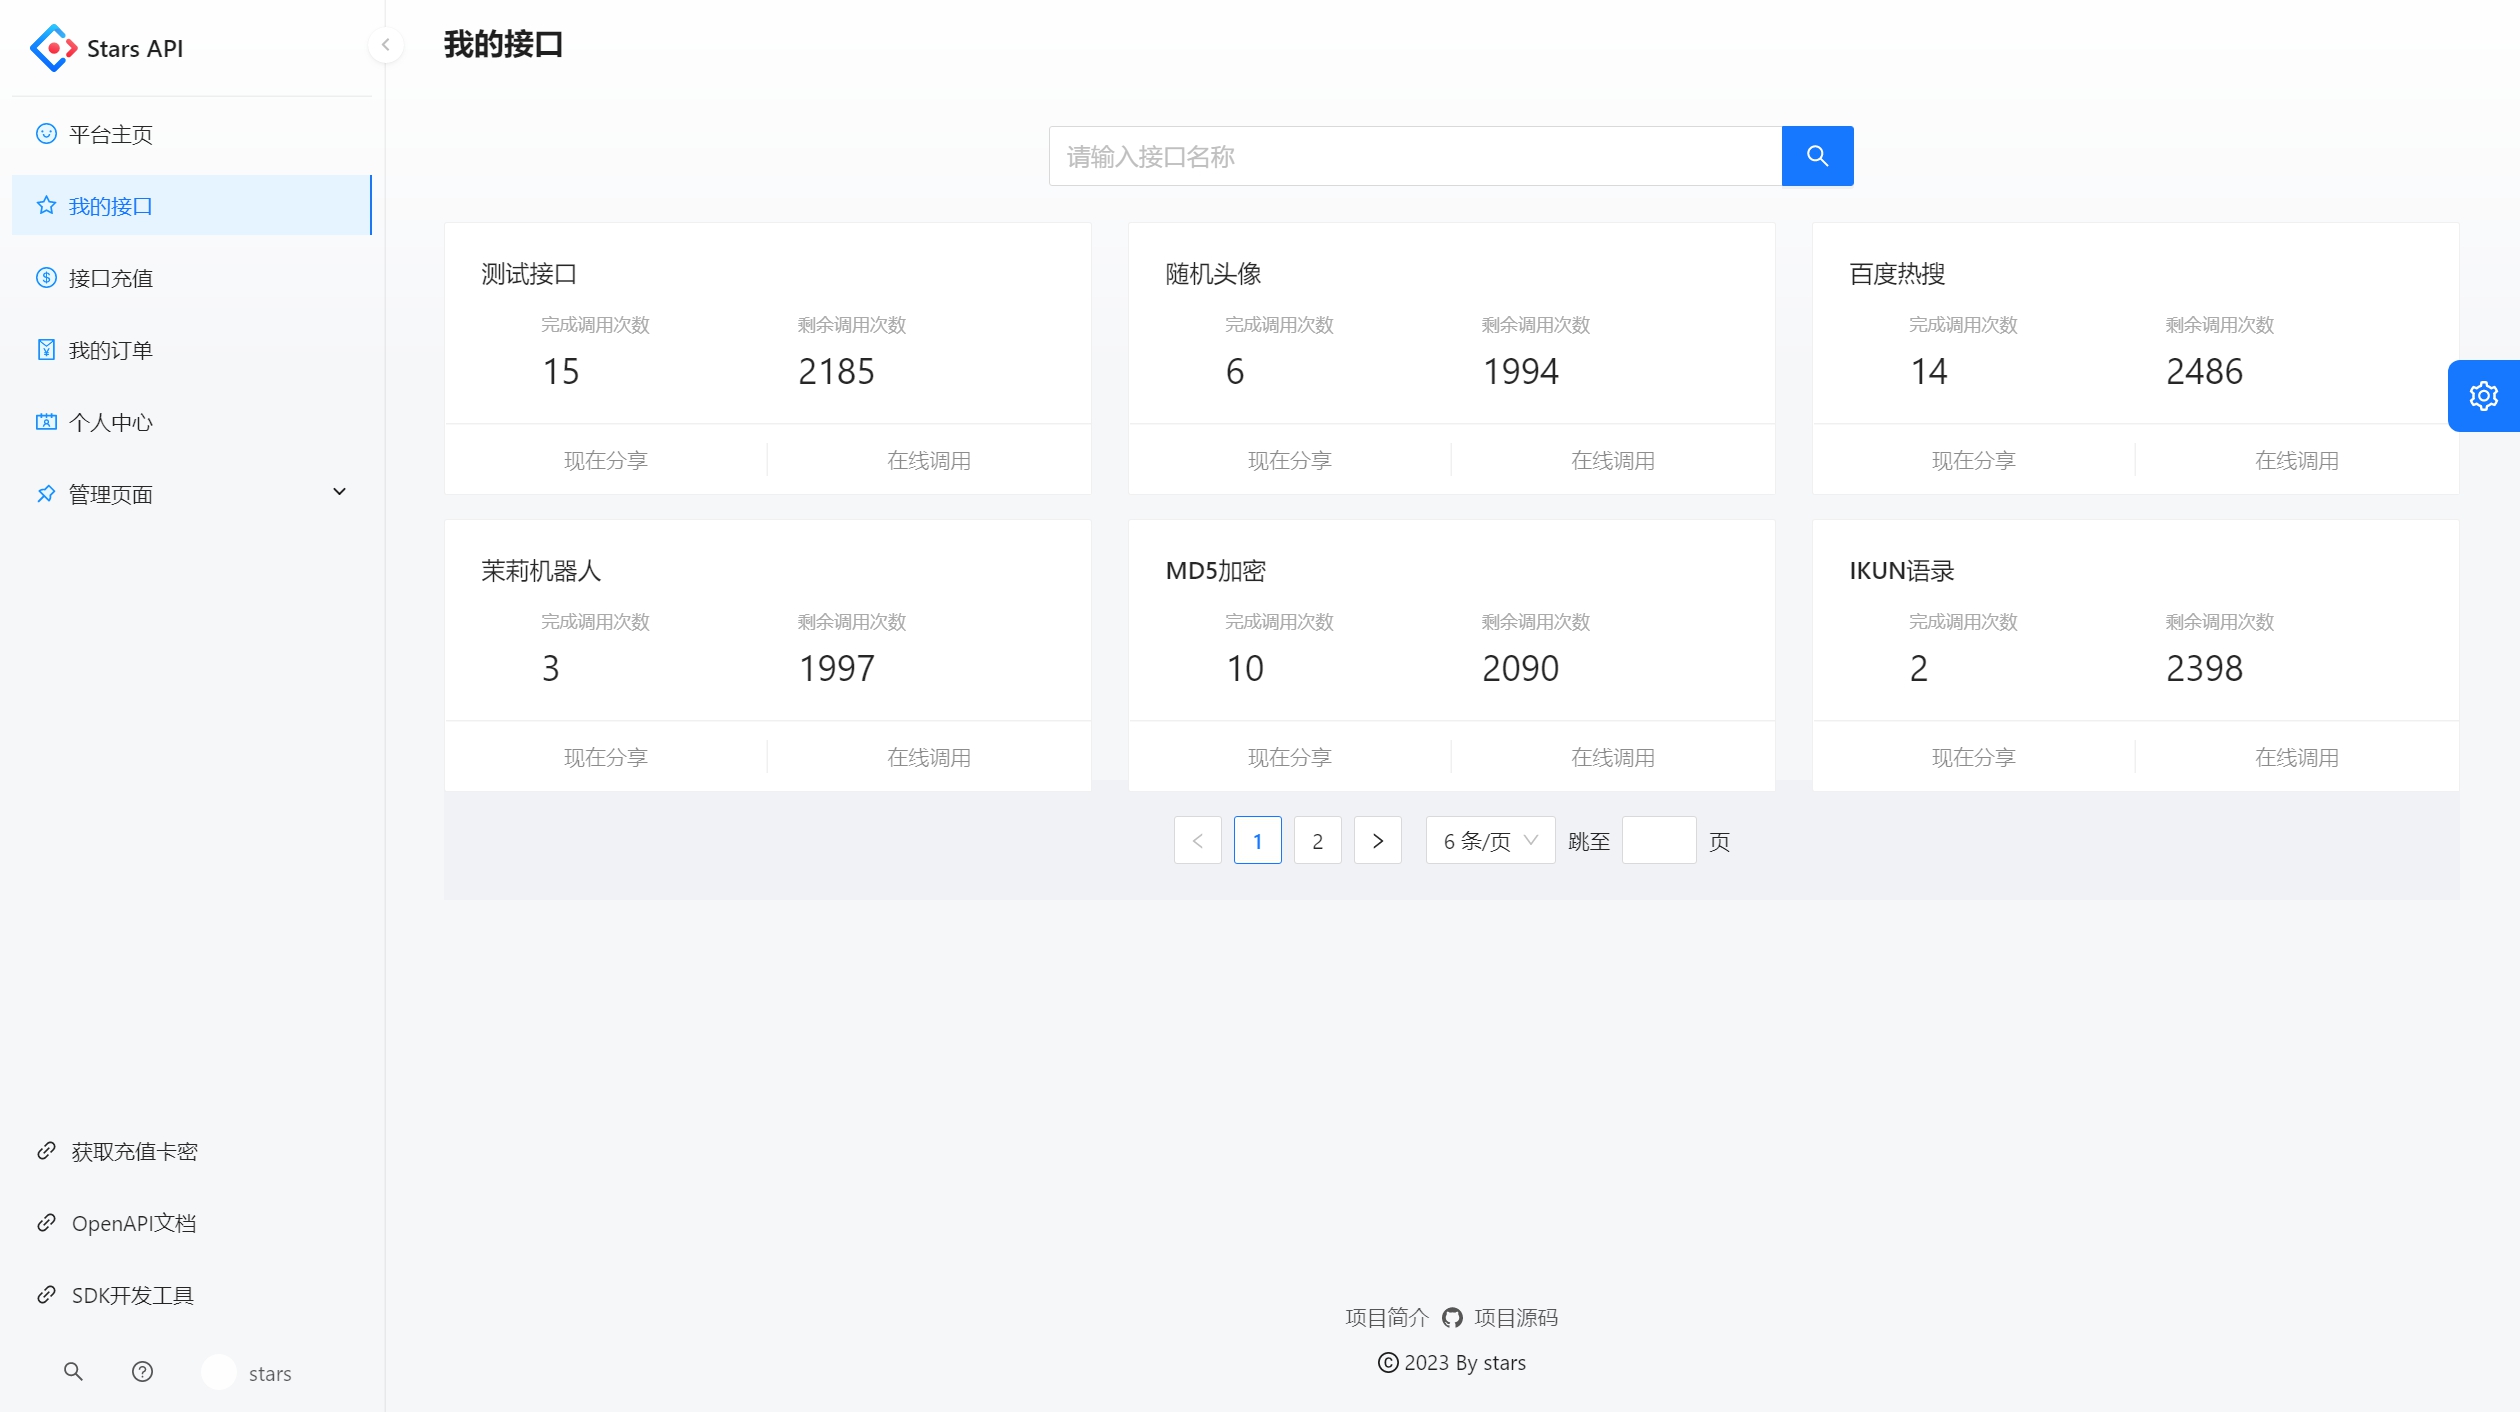 Stars API
平台主页
我的接口
接口充值
我的订单
个人中心
管理页面
获取充值卡密
OpenAPI文档
SDK开发工具
stars
我的接口
请输入接口名称
测试接口
完成调用次数 剩余调用次数
15 2185
现在分享 在线调用
随机头像
完成调用次数 剩余调用次数
6 1994
现在分享 在线调用
百度热搜
完成调用次数 剩余调用次数
14 2486
现在分享 在线调用
茉莉机器人
完成调用次数 剩余调用次数
3 1997
现在分享 在线调用
MD5加密
完成调用次数 剩余调用次数
10 2090
现在分享 在线调用
IKUN语录
完成调用次数 剩余调用次数
2 2398
现在分享 在线调用
1 2 6 条/页 跳至 页
项目简介 项目源码
© 2023 By stars